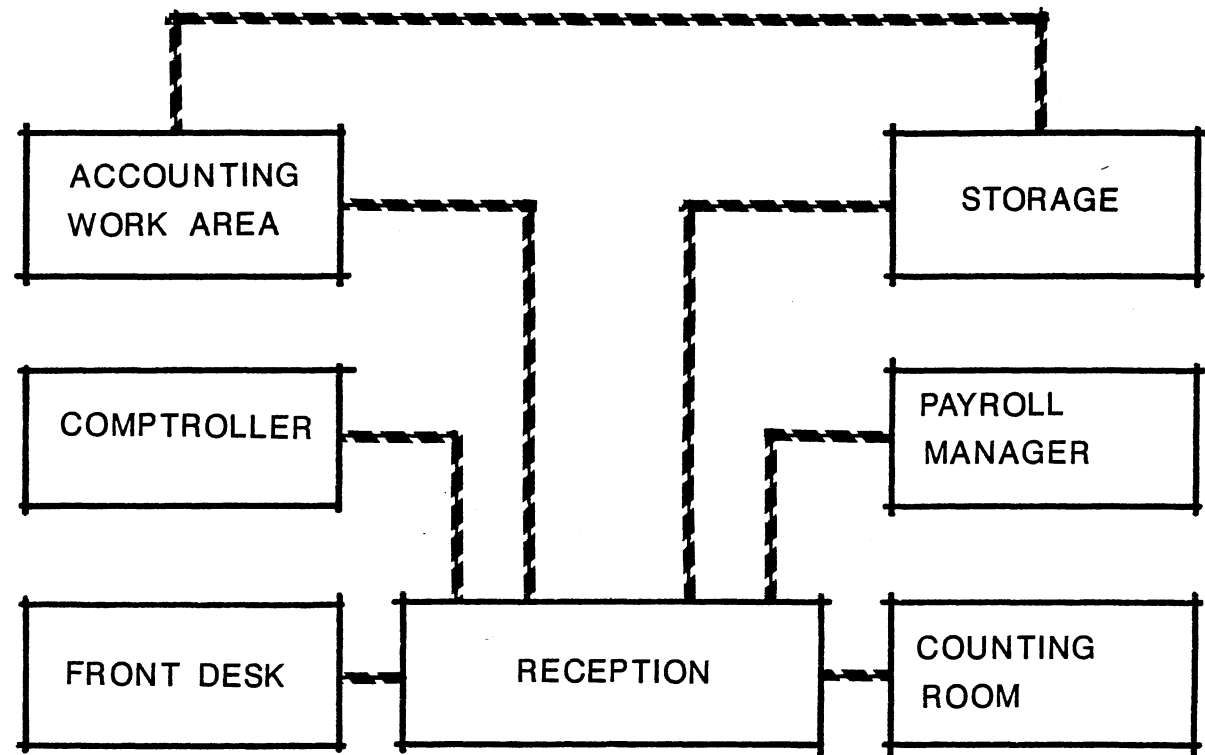 ACCOUNTING
WORK AREA
STORAGE
COMPTROLLER
PAYROLL
MANAGER
FRONT DESK
RECEPTION
COUNTING
ROOM